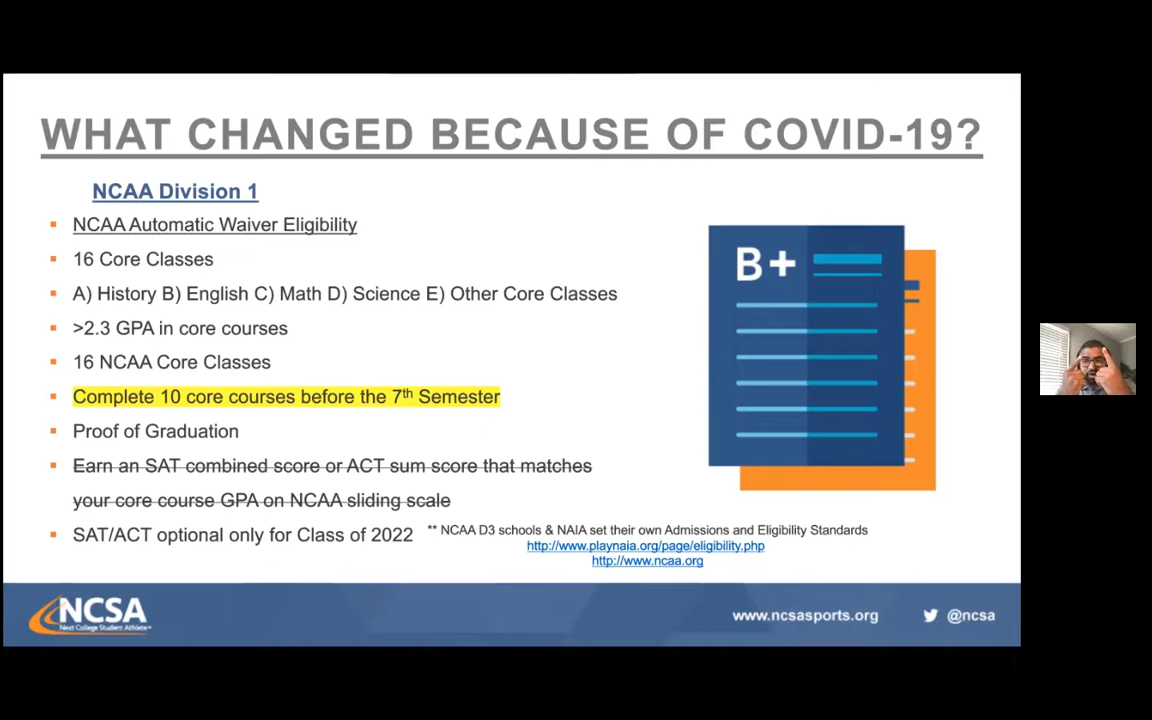 WHAT CHANGED BECAUSE OF COVID-19?
NCAA Division 1
NCAA Automatic Waiver Eligibility
16 Core Classes
A) History B) English C) Math D) Science E) Other Core Classes
>2.3 GPA in core courses
16 NCAA Core Classes
Complete 10 core courses before the 7th Semester
Proof of Graduation
Earn an SAT combined score or ACT sum score that matches
your core course GPA on NCAA sliding scale
SAT/ACT optional only for Class of 2022
** NCAA D3 schools & NAIA set their own Admissions and Eligibility Standards
http://www.playnaia.org/page/eligibility.php
http://www.ncaa.org
B+
NCSA
Next College Student Athlete
www.ncsasports.org
@ncsa